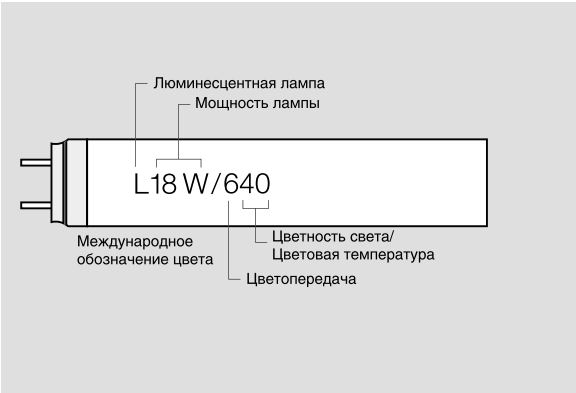 Люминесцентная лампа
Мощность лампы
L18 W/640
Международное
обозначение цвета
Цветность света/
Цветовая температура
Цветопередача